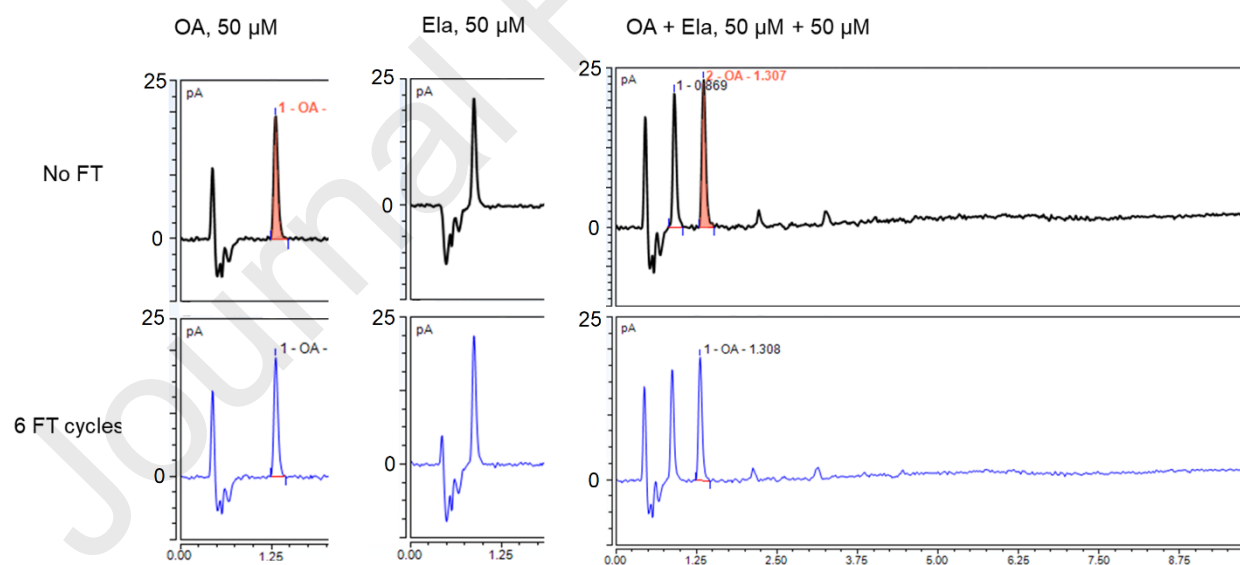 OA, 50 µM
Ela, 50 µM
OA + Ela, 50 µM + 50 µM
No FT
25
pA
1 - OA -
0
25
pA
0
25
pA
1 - 0.869
2 - OA - 1.307
0
6 FT cycles
25
pA
1 - OA -
0
0.00
1.25
25
pA
0
0.00
1.25
25
pA
1 - OA - 1.308
0
0.00
1.25
2.50
3.75
5.00
6.25
7.50
8.75
Journal P